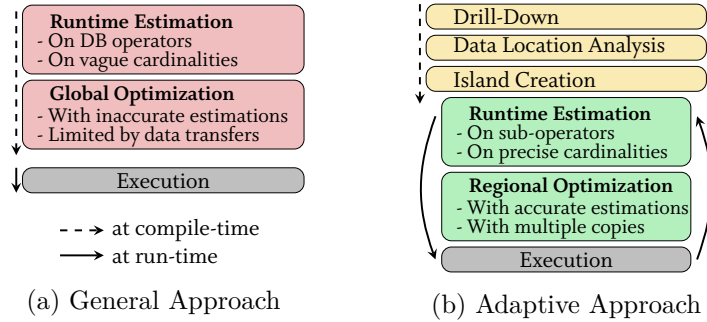 Runtime Estimation
- On DB operators
- On vague cardinalities
Global Optimization
- With inaccurate estimations
- Limited by data transfers
Execution
at compile-time
at run-time
(a) General Approach
Drill-Down
Data Location Analysis
Island Creation
Runtime Estimation
- On sub-operators
- On precise cardinalities
Regional Optimization
- With accurate estimations
- With multiple copies
Execution
(b) Adaptive Approach